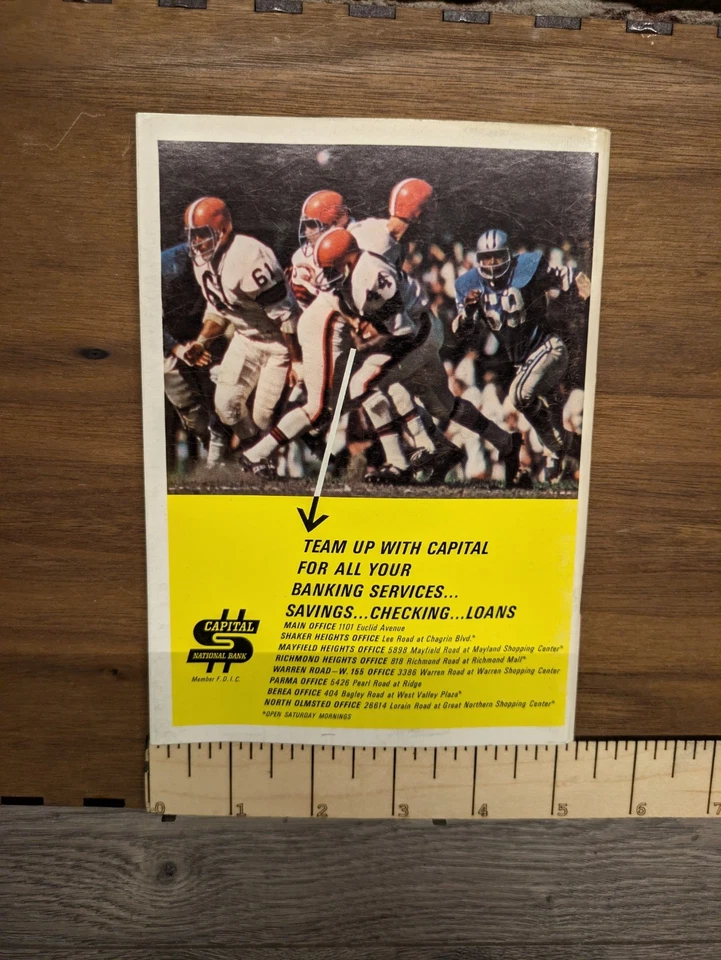 61
44
69
TEAM UP WITH CAPITAL
FOR ALL YOUR
BANKING SERVICES...
SAVINGS...CHECKING...LOANS
MAIN OFFICE 1101 Euclid Avenue
SHAKER HEIGHTS OFFICE Lee Road at Chagrin Blvd.*
MAYFIELD HEIGHTS OFFICE 5898 Mayfield Road at Mayland Shopping Center*
RICHMOND HEIGHTS OFFICE 818 Richmond Road at Richmond Mall*
WARREN ROAD—W. 155 OFFICE 3386 Warren Road at Warren Shopping Center
PARMA OFFICE 5426 Pearl Road at Ridge
BEREA OFFICE 404 Bagley Road at West Valley Plaza*
NORTH OLMSTED OFFICE 26614 Lorain Road at Great Northern Shopping Center*
*OPEN SATURDAY MORNINGS
CAPITAL
NATIONAL BANK
Member F.D.I.C.
0 1 2 3 4 5 6 7